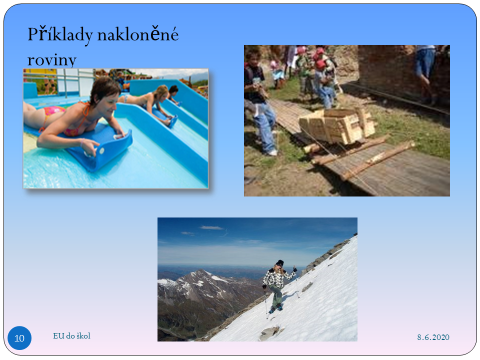 Příklady nakloněné
roviny
10
EU do škol
8.6.2020